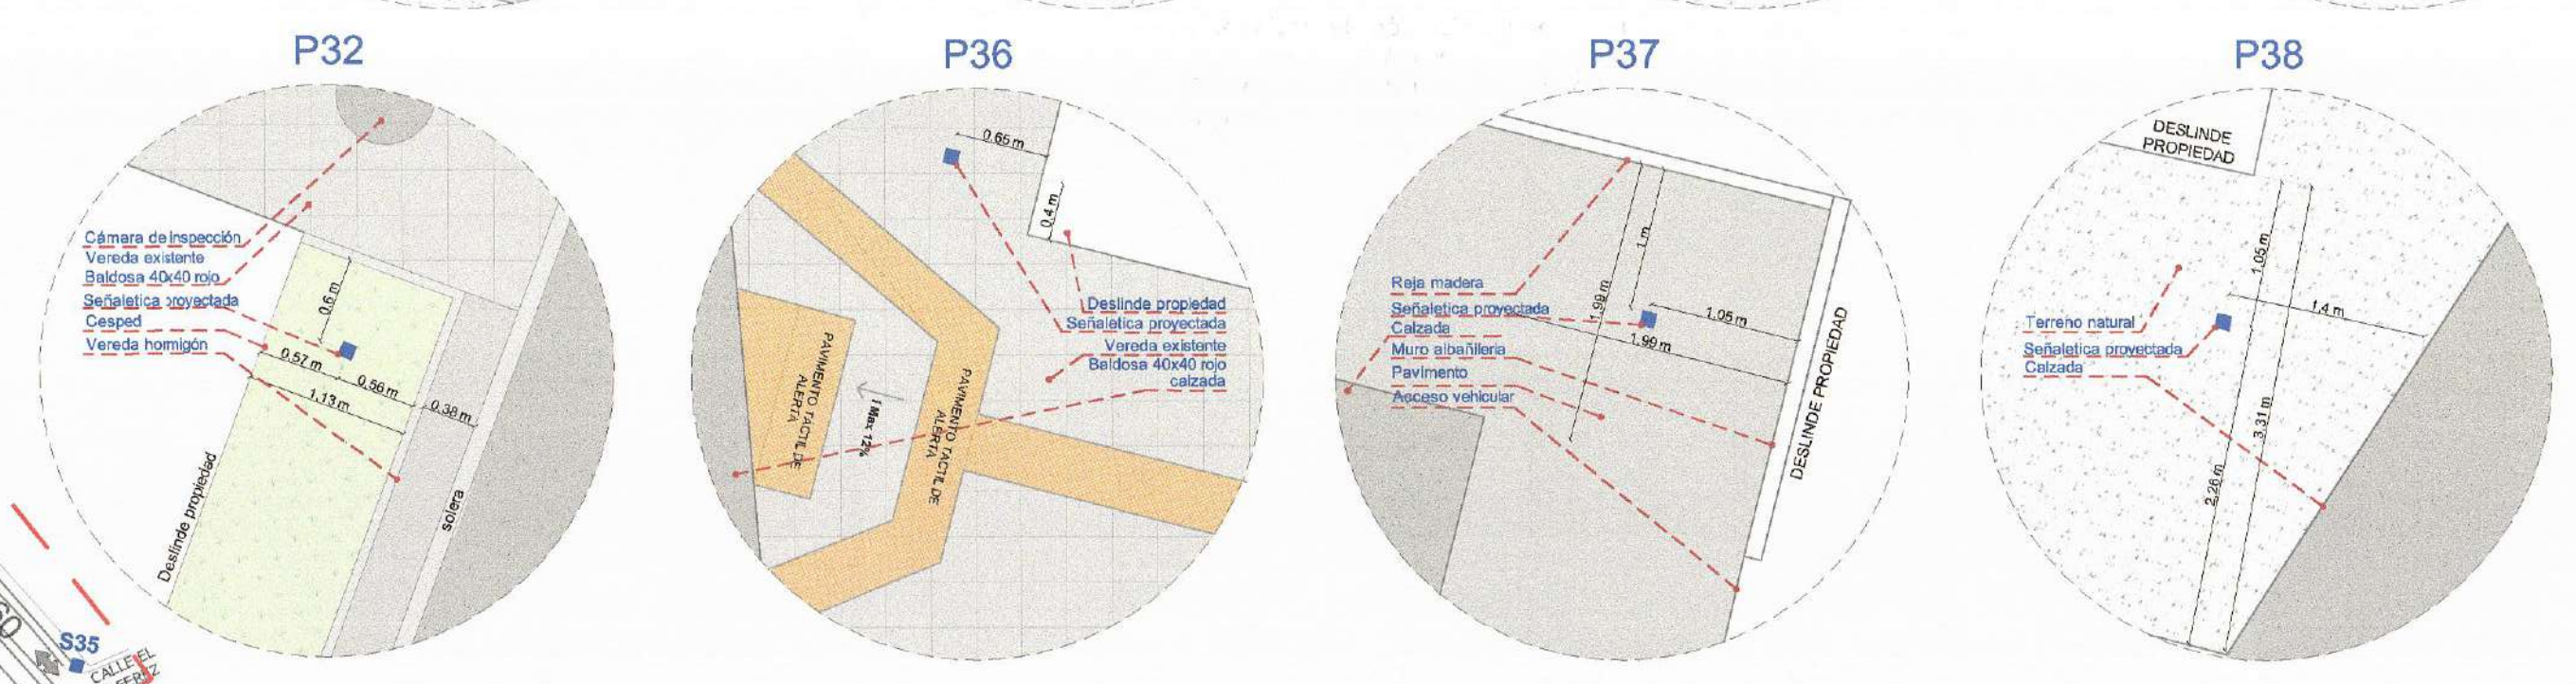 P32
Cámara de inspección
Vereda existente
Baldosa 40x40 rojo
Señaletica proyectada
Cesped
Vereda hormigón
0.6 m
0.57 m
0.56 m
1.13 m
0.38 m
Deslinde propiedad
solera
S35
CALLE EL
P36
0.65 m
0.4 m
Deslinde propiedad
Señaletica proyectada
Vereda existente
Baldosa 40x40 rojo
calzada
PAVIMENTO TACTIL DE
ALERTA
I Max 12%
PAVIMENTO TACTIL DE
ALERTA
P37
Reja madera
Señaletica proyectada
Calzada
Muro albañileria
Pavimento
Acceso vehicular
1 m
1.99 m
1.05 m
1.99 m
DESLINDE PROPIEDAD
P38
DESLINDE
PROPIEDAD
1.05 m
1.4 m
Terreno natural
Señaletica proyectada
Calzada
3.31 m
2.26 m